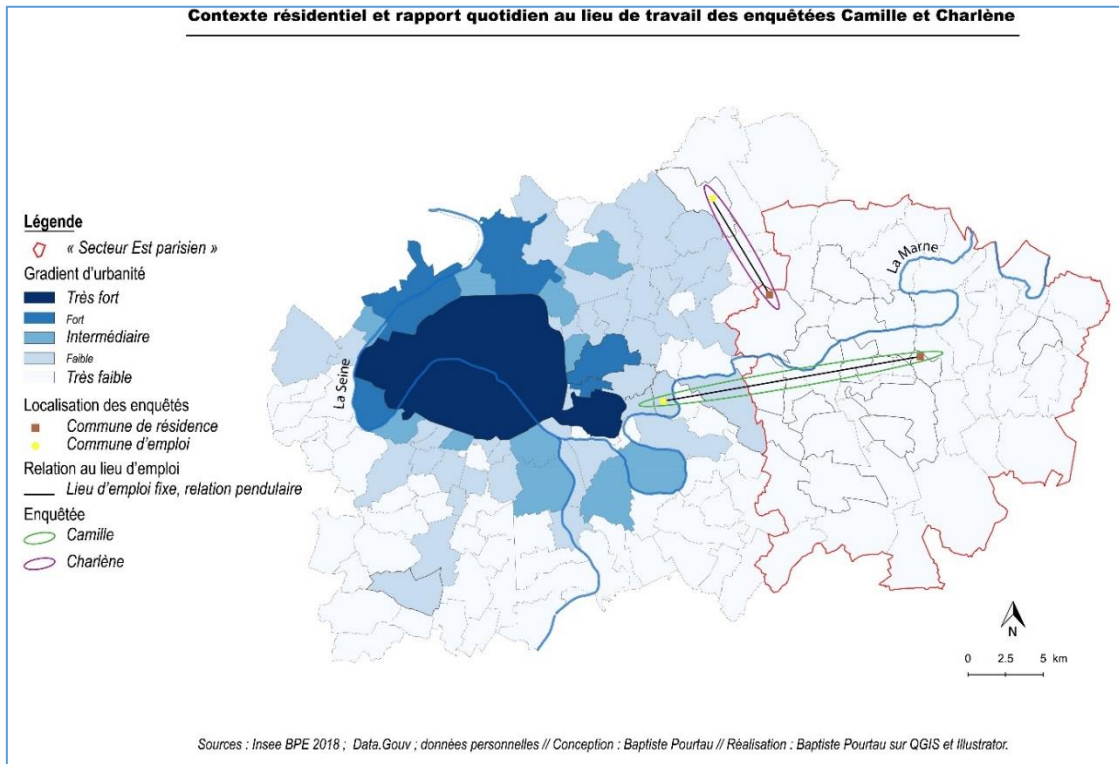 Contexte résidentiel et rapport quotidien au lieu de travail des enquêtées Camille et Charlène
Légende
« Secteur Est parisien »
Gradient d'urbanité
Très fort
Fort
Intermédiaire
Faible
Très faible
Localisation des enquêtés
Commune de résidence
Commune d'emploi
Relation au lieu d'emploi
Lieu d'emploi fixe, relation pendulaire
Enquêtée
Camille
Charlène
La Seine
La Marne
N
0 2.5 5 km
Sources : Insee BPE 2018 ; Data.Gouv ; données personnelles // Conception : Baptiste Pourtau // Réalisation : Baptiste Pourtau sur QGIS et Illustrator.